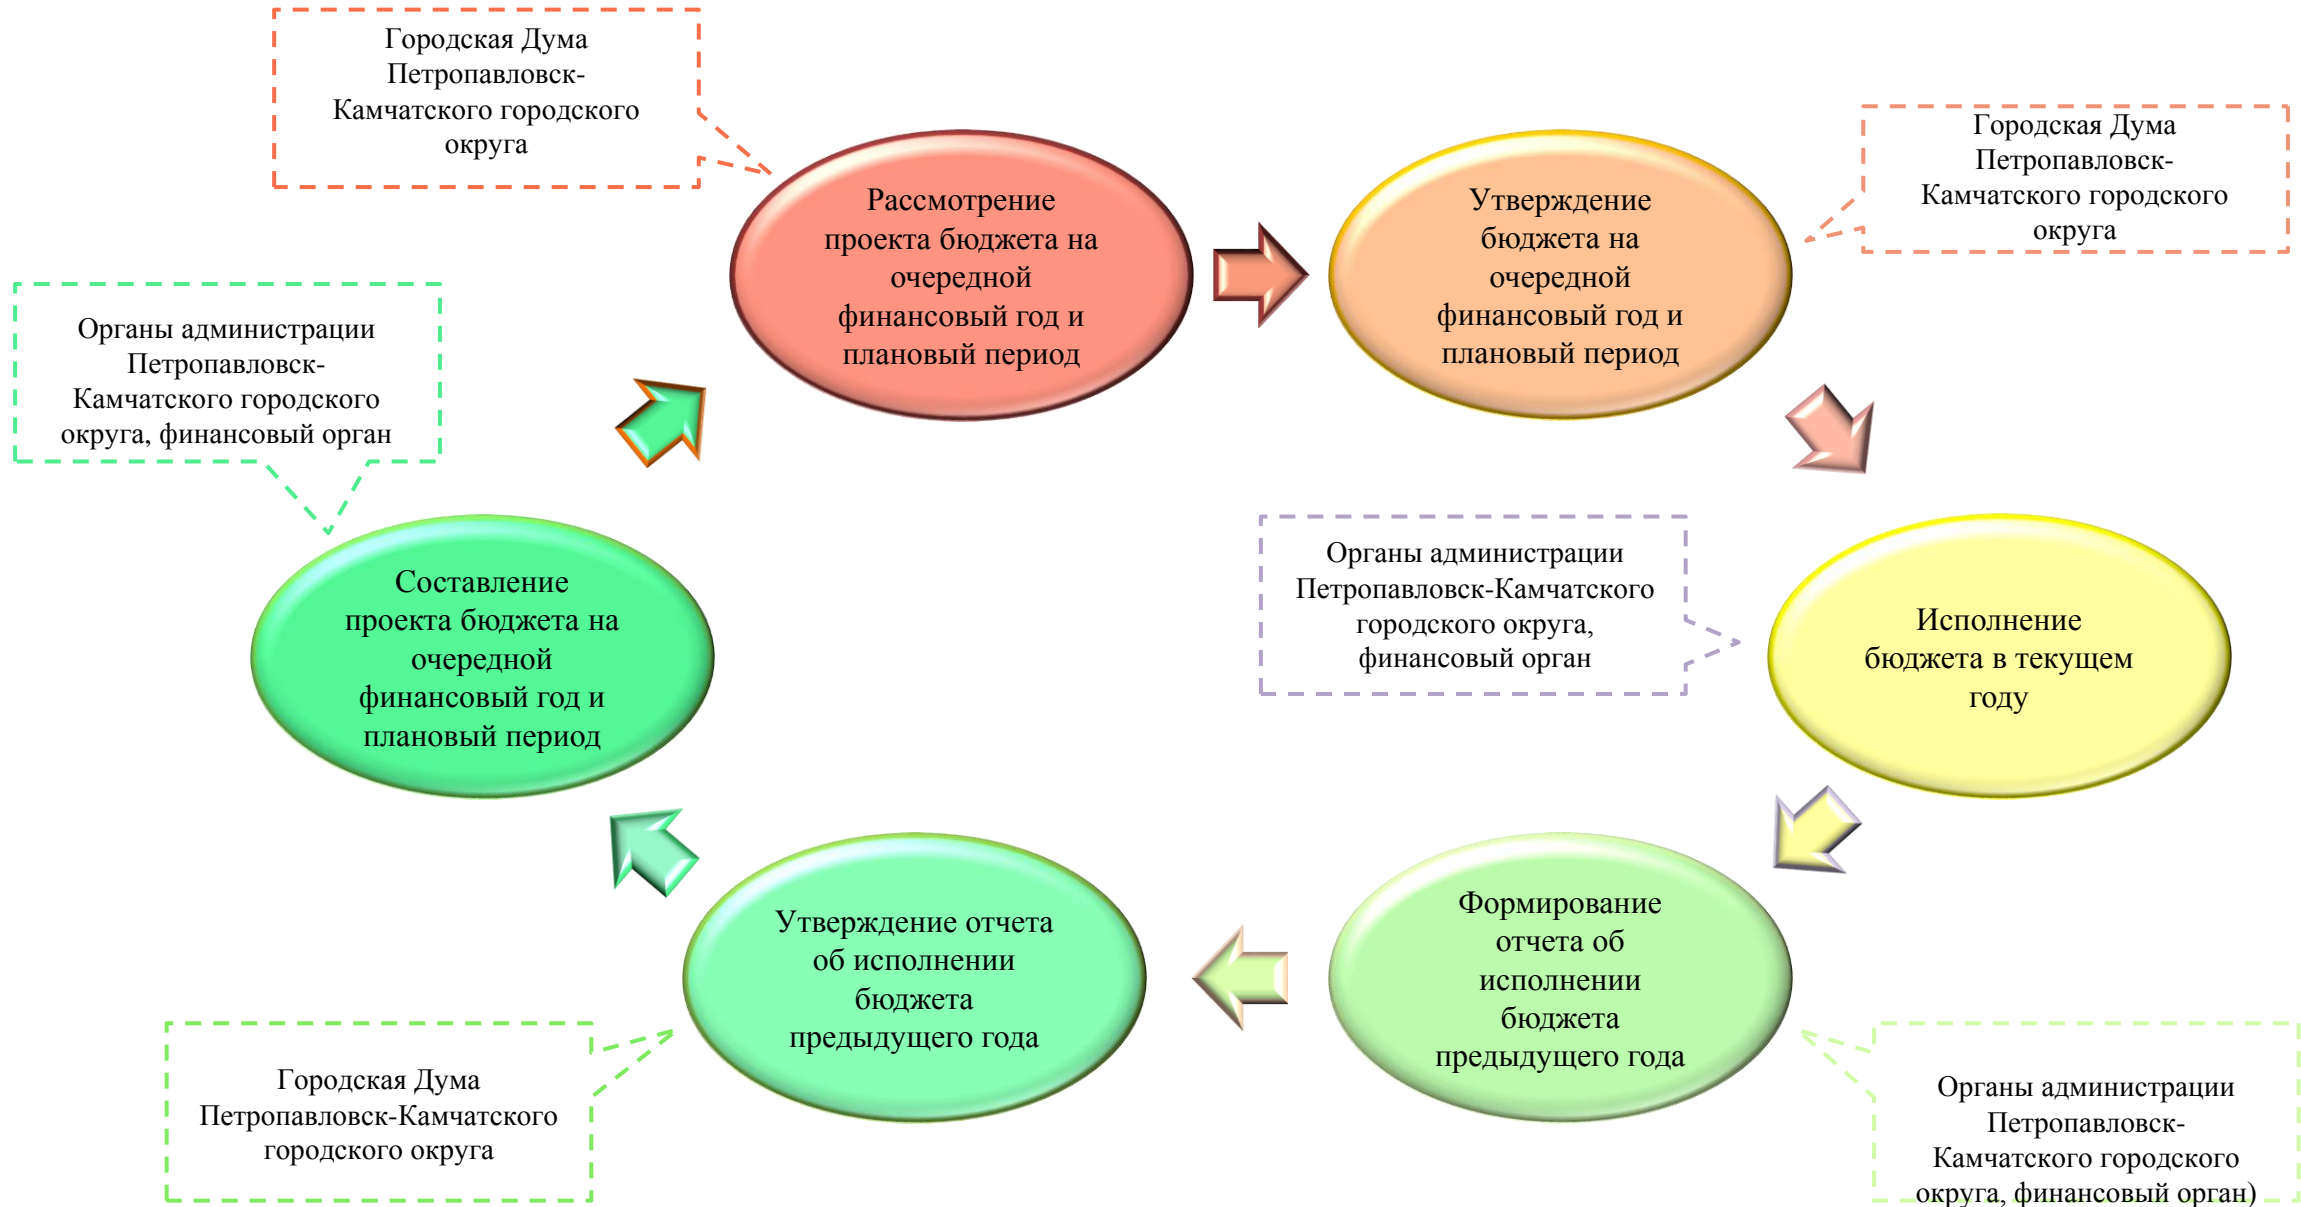 Городская Дума
Петропавловск-
Камчатского городского
округа
Рассмотрение
проекта бюджета на
очередной
финансовый год и
плановый период
Утверждение
бюджета на
очередной
финансовый год и
плановый период
Городская Дума
Петропавловск-
Камчатского городского
округа
Органы администрации
Петропавловск-
Камчатского городского
округа, финансовый орган
Составление
проекта бюджета на
очередной
финансовый год и
плановый период
Органы администрации
Петропавловск-Камчатского
городского округа,
финансовый орган
Исполнение
бюджета в текущем
году
Утверждение отчета
об исполнении
бюджета
предыдущего года
Формирование
отчета об
исполнении
бюджета
предыдущего года
Городская Дума
Петропавловск-Камчатского
городского округа
Органы администрации
Петропавловск-
Камчатского городского
округа, финансовый орган)